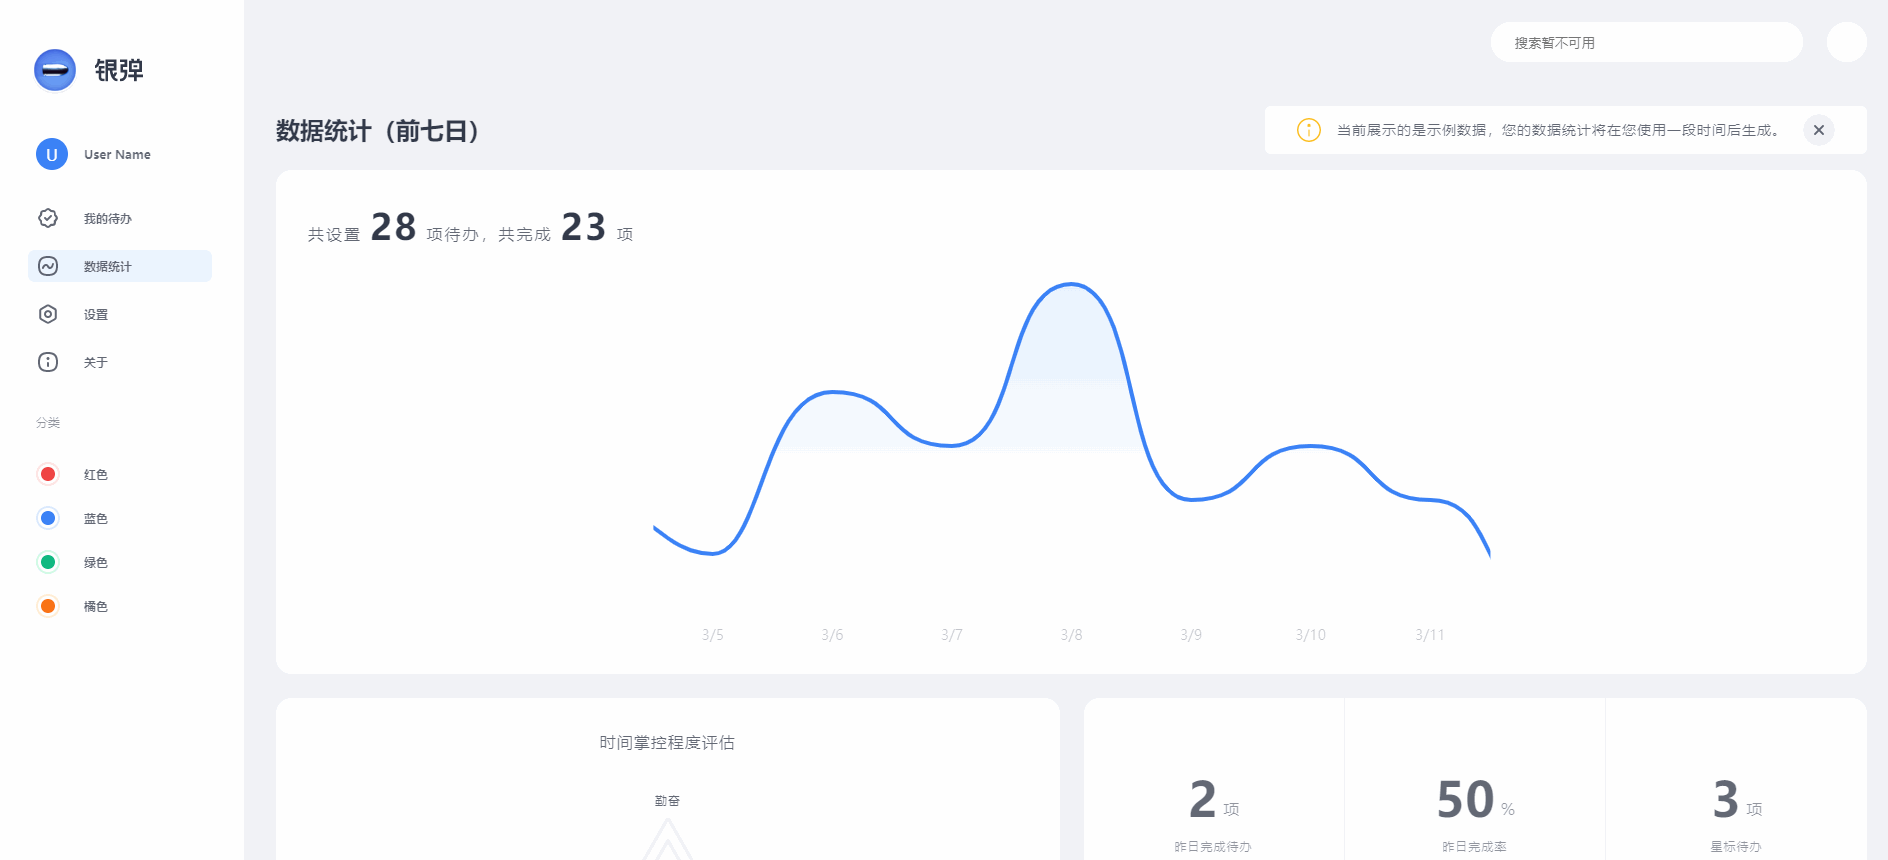 银弹
U User Name
我的待办
数据统计
设置
关于
分类
红色
蓝色
绿色
橘色
搜索暂不可用
数据统计（前七日）
当前展示的是示例数据，您的数据统计将在您使用一段时间后生成。
共设置 28 项待办，共完成 23 项
3/5 3/6 3/7 3/8 3/9 3/10 3/11
时间掌控程度评估
勤奋
2 项
昨日完成待办
50 %
昨日完成率
3 项
星标待办